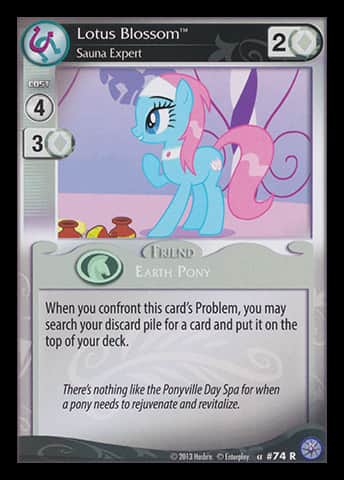 Lotus Blossom™
Sauna Expert
2
COST
4
3
FRIEND
EARTH PONY
When you confront this card's Problem, you may
search your discard pile for a card and put it on the
top of your deck.
There's nothing like the Ponyville Day Spa for when
a pony needs to rejuvenate and revitalize.
© 2013 Hasbro. © Enterplay. α #74 R